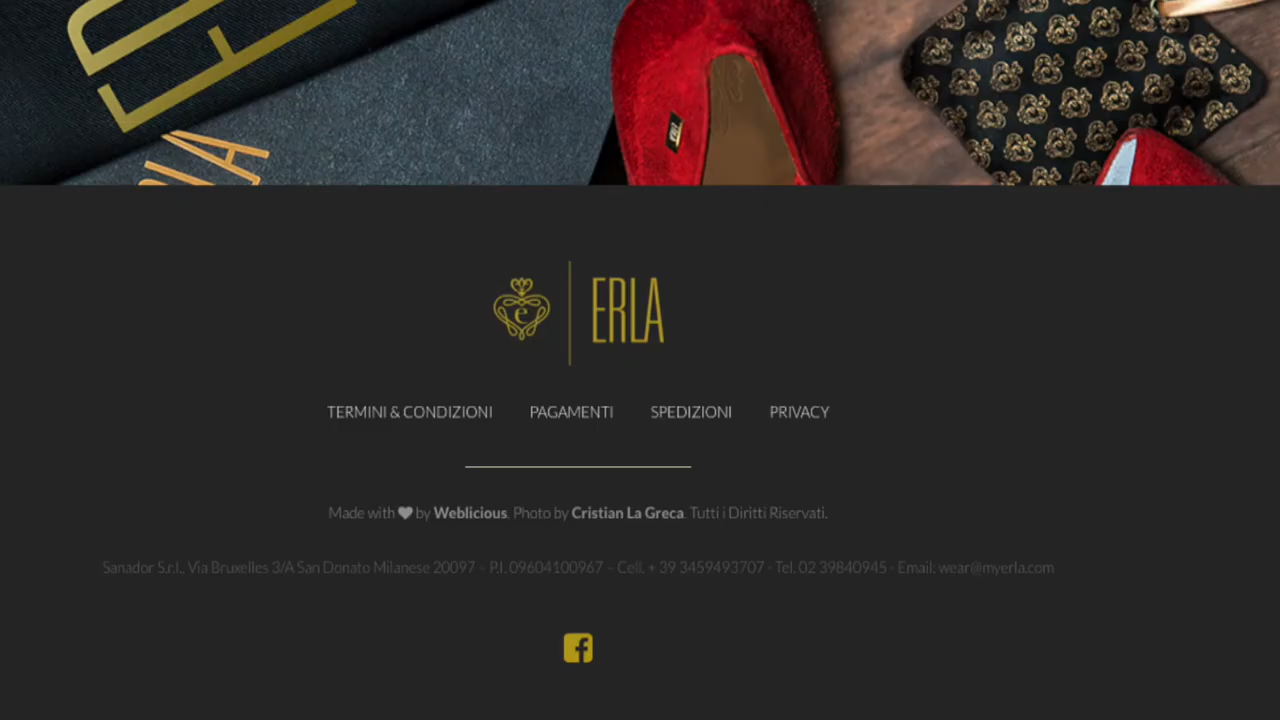 ERLA
TERMINI & CONDIZIONI PAGAMENTI SPEDIZIONI PRIVACY
Made with ♥ by Weblicious. Photo by Cristian La Greca. Tutti i Diritti Riservati.
Sanador S.r.l., Via Bruxelles 3/A San Donato Milanese 20097 - P.I. 09604100967 - Cell. + 39 3459493707 - Tel. 02 39840945 - Email: wear@myerla.com